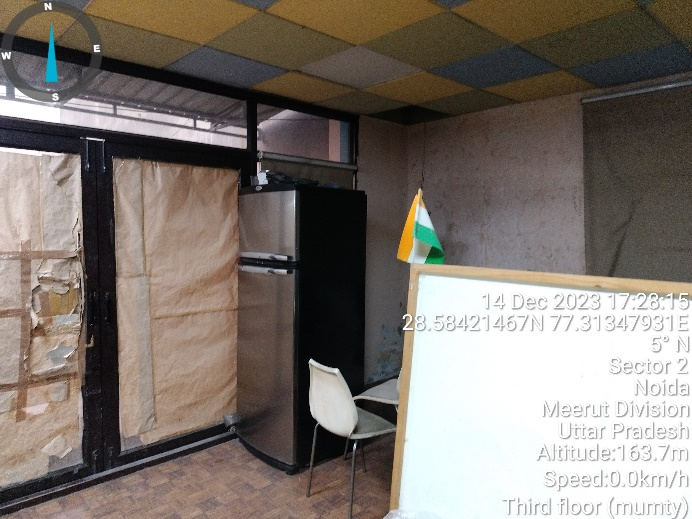 N
W
E
S
14 Dec 2023 17:28:15
28.58421467N 77.31347931E
5° N
Sector 2
Noida
Meerut Division
Uttar Pradesh
Altitude:163.7m
Speed:0.0km/h
Third floor (mumty)